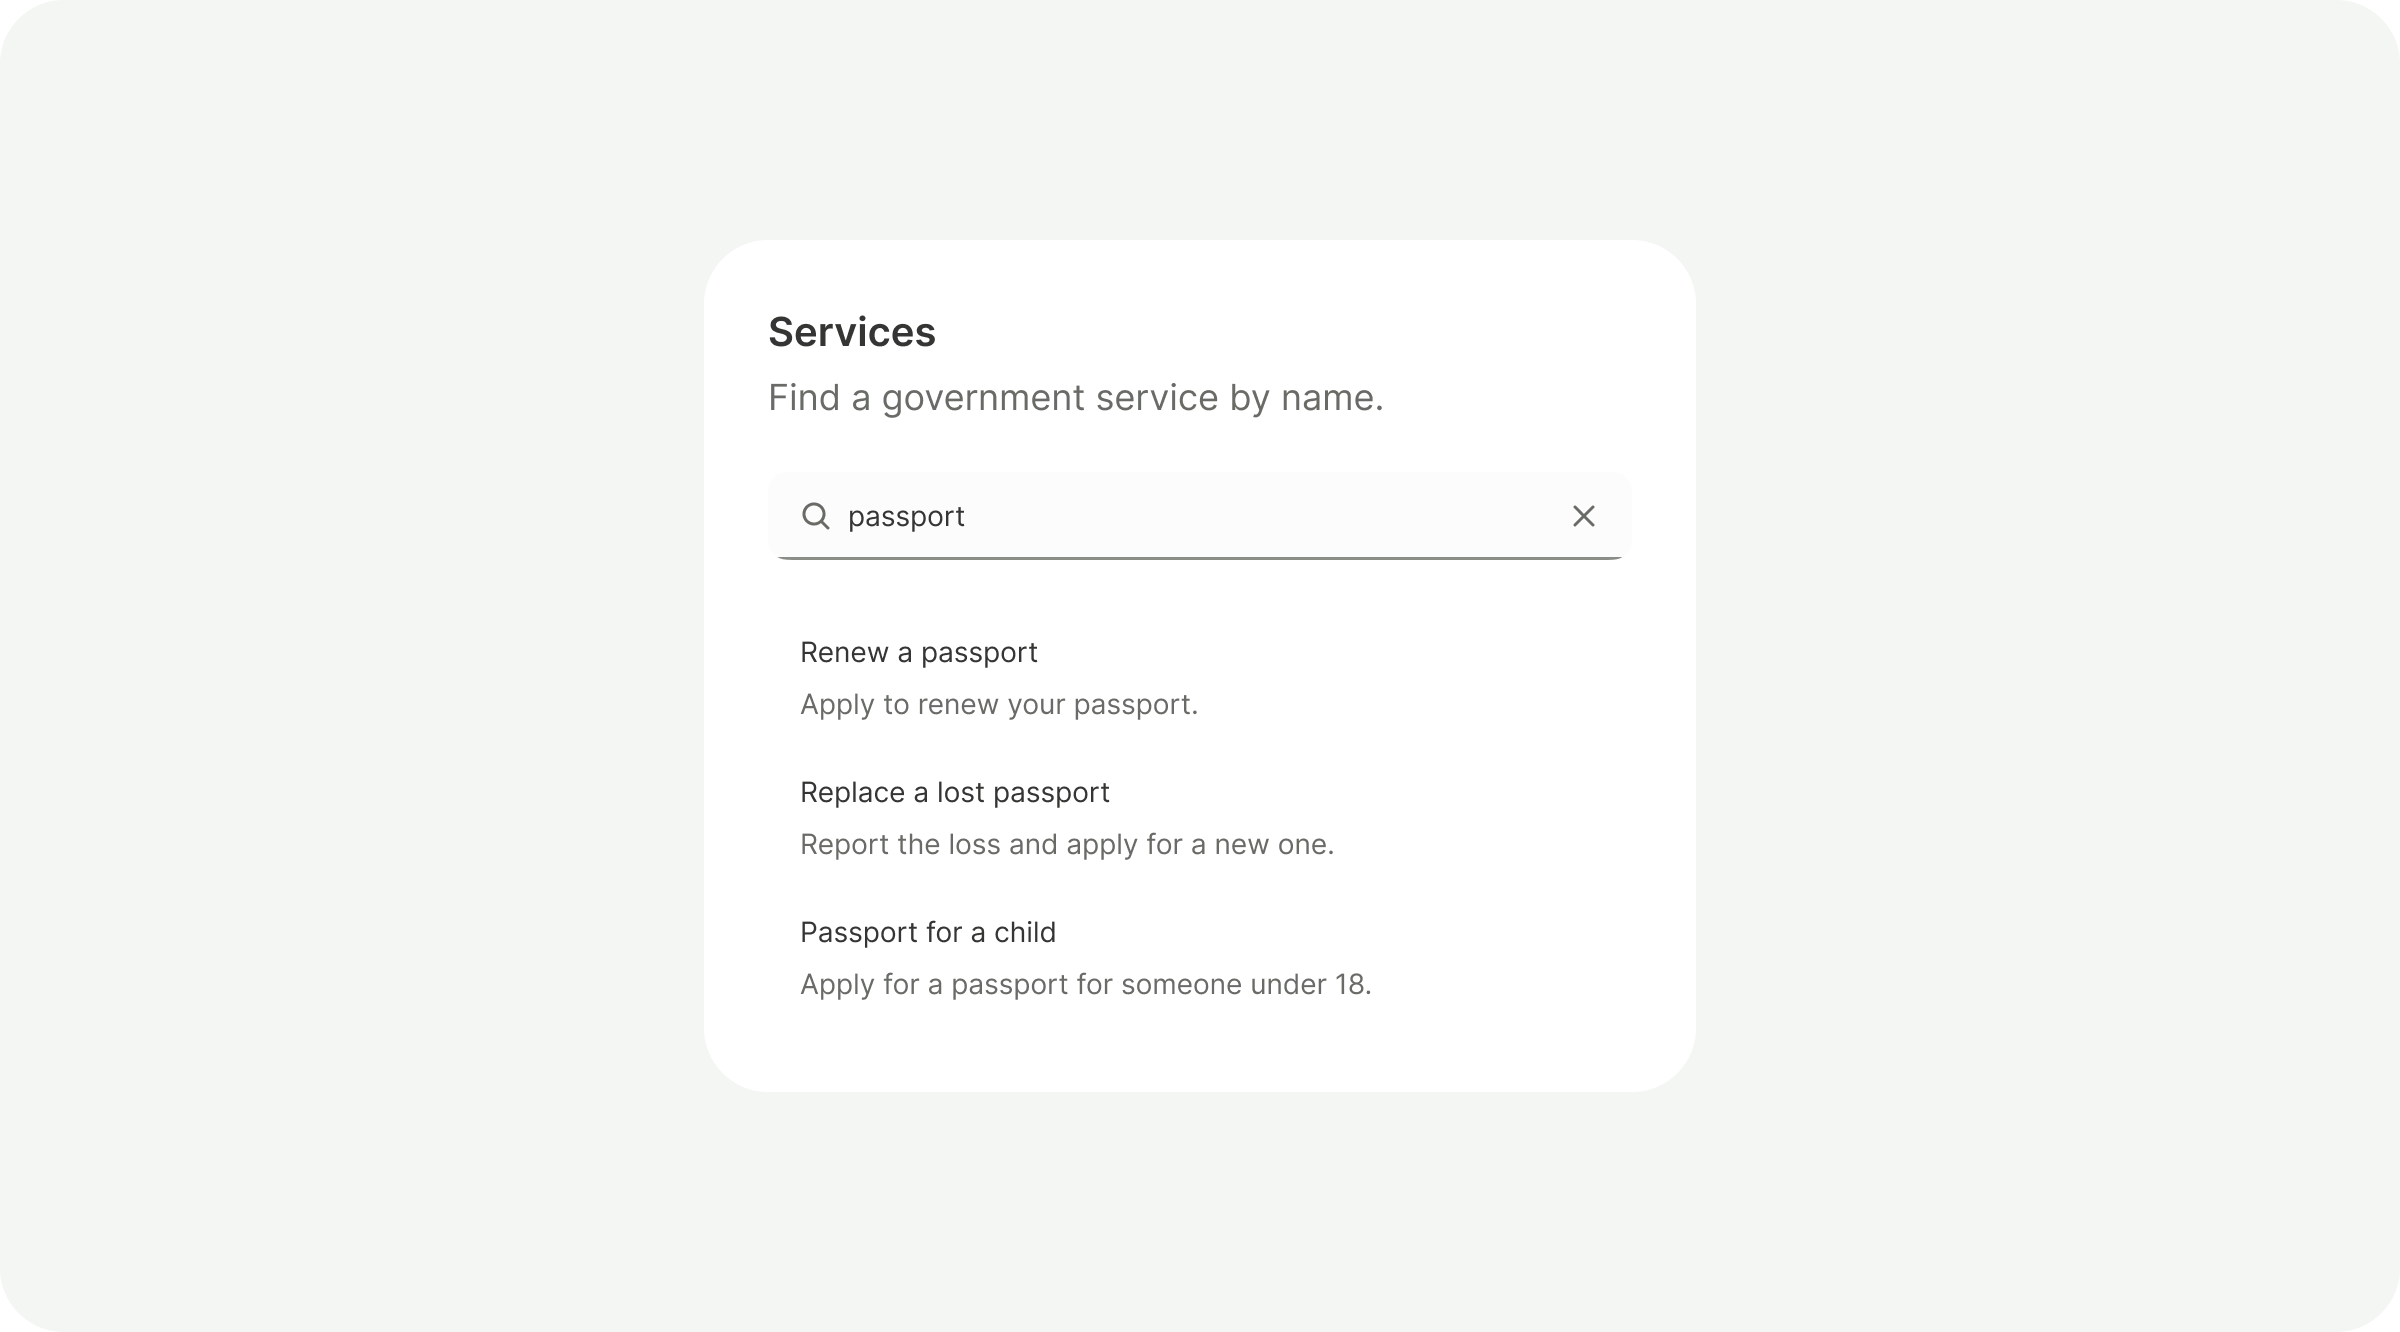 Services
Find a government service by name.
passport
Renew a passport
Apply to renew your passport.
Replace a lost passport
Report the loss and apply for a new one.
Passport for a child
Apply for a passport for someone under 18.